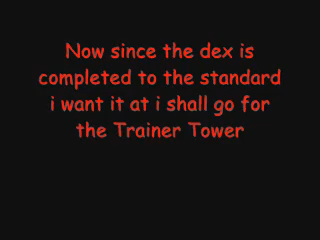 Now since the dex is
completed to the standard
i want it at i shall go for
the Trainer Tower